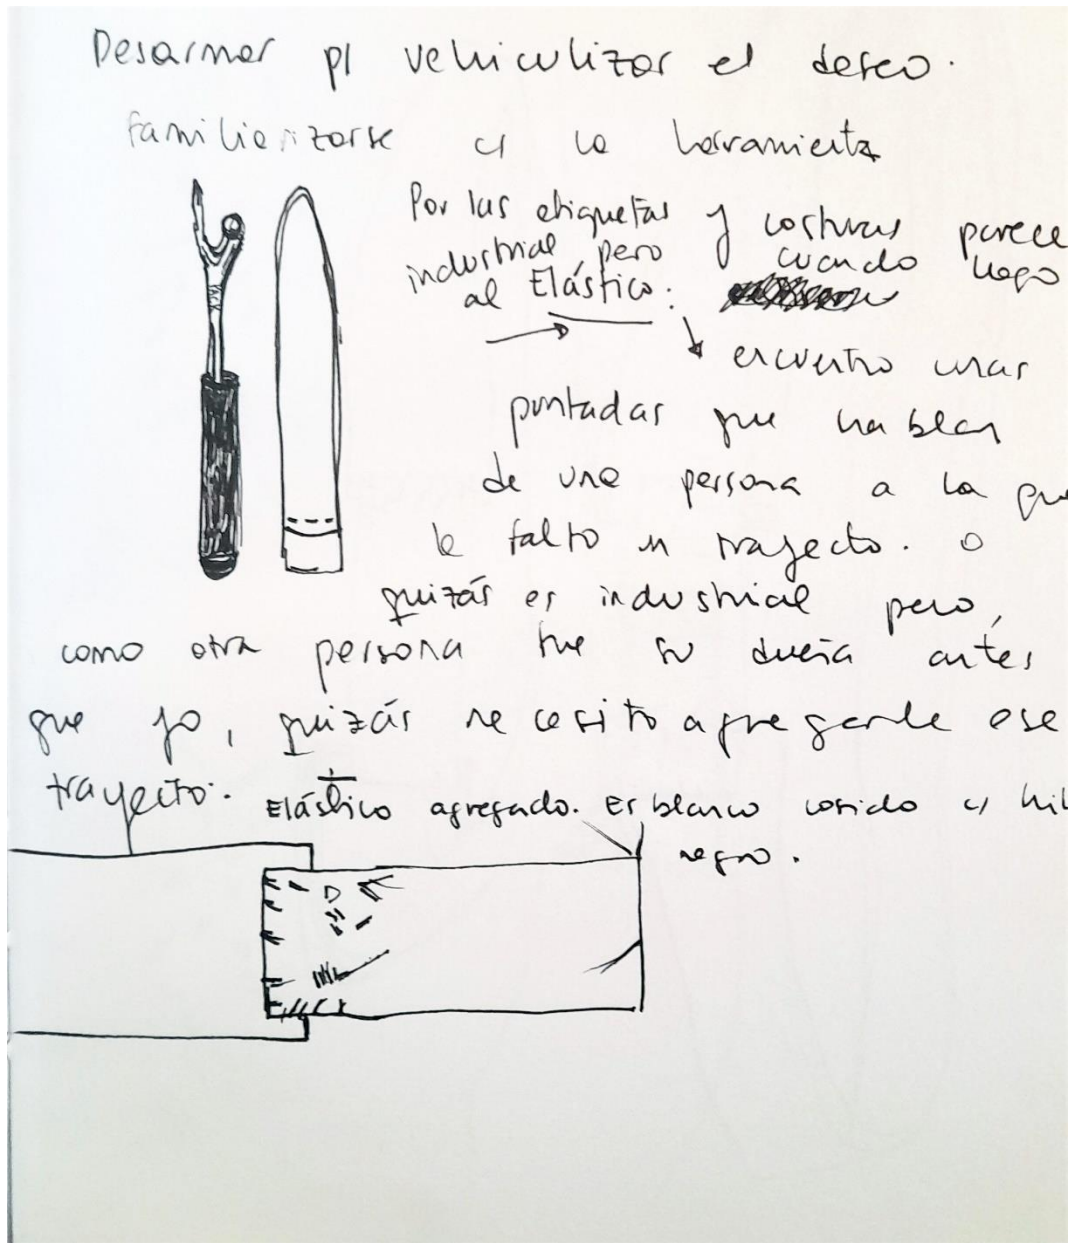 Desarmar p/ vehiculizar el deseo.
familiarizarse c/ la herramienta
Por las etiquetas y costuras parece
industrial, pero cuando llego
al Elástico:
encuentro unas
puntadas que hablan
de una persona a la que
le falto un trayecto. o
quizás es industrial pero,
como otra persona fue su dueña antes
que yo, quizás necesito agregarle ese
trayecto.
Elástico agregado. Es blanco cosido c/ hil
negro.